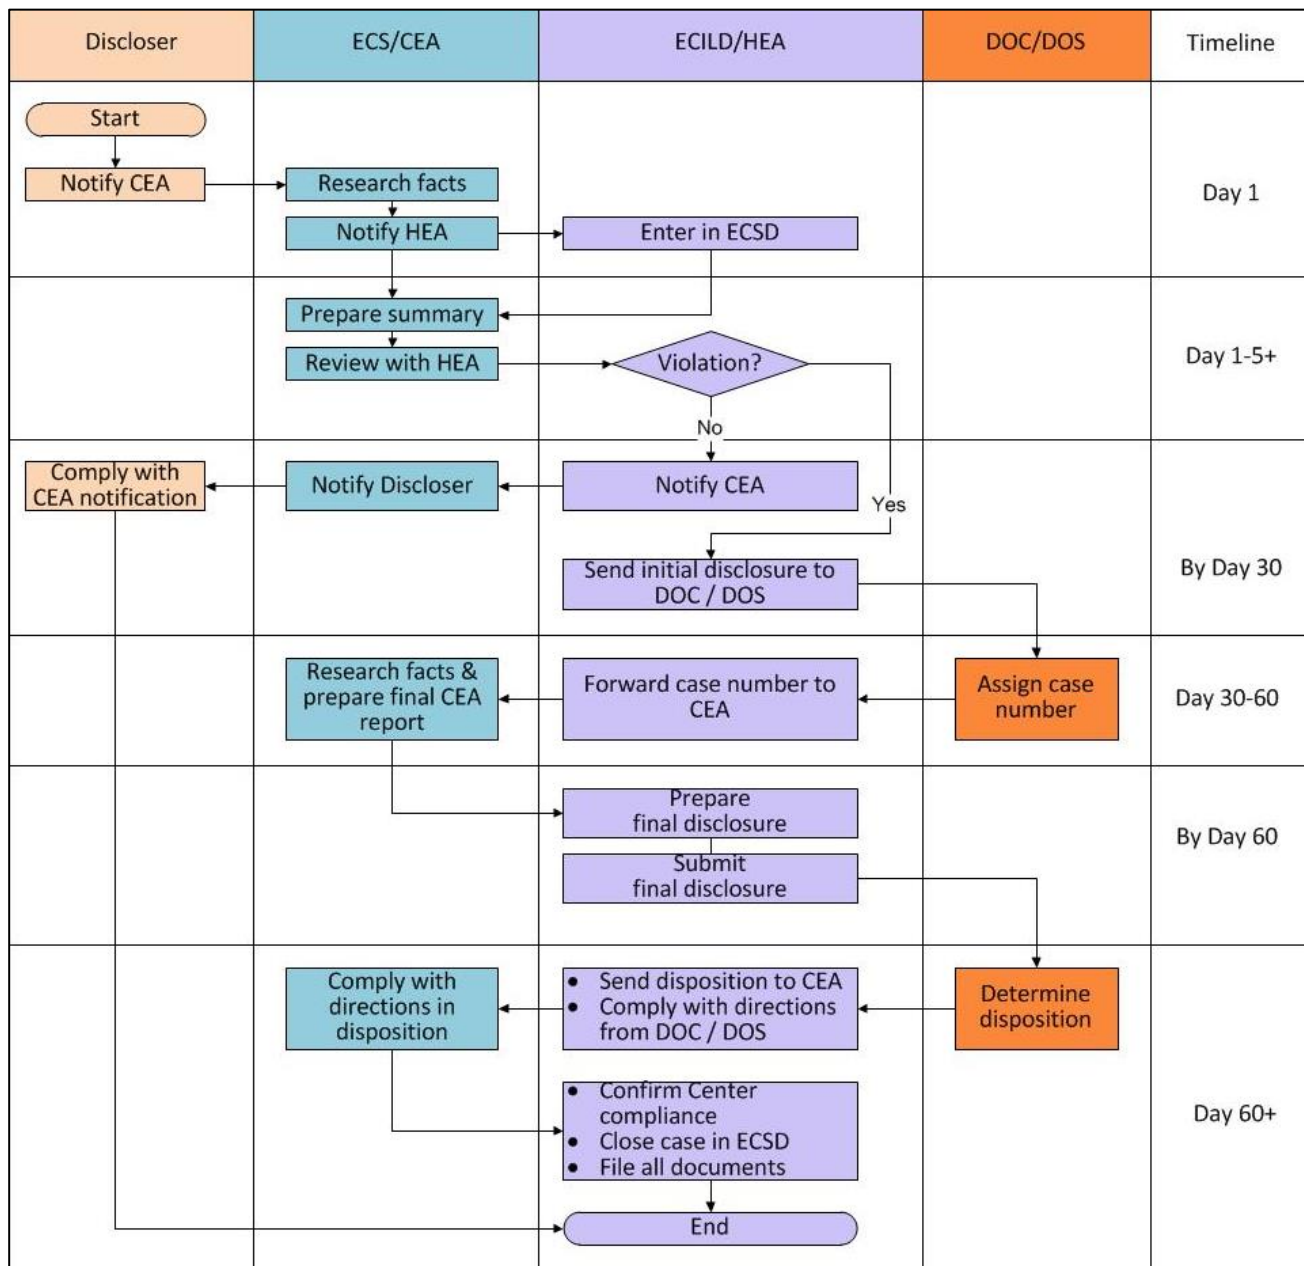 Discloser
ECS/CEA
ECILD/HEA
DOC/DOS
Timeline
Start
Notify CEA
Research facts
Day 1
Notify HEA
Enter in ECSD
Prepare summary
Review with HEA
Violation?
Day 1-5+
No
Comply with
CEA notification
Notify Discloser
Notify CEA
Yes
Send initial disclosure to
DOC / DOS
By Day 30
Research facts &
prepare final CEA
report
Forward case number to
CEA
Assign case
number
Day 30-60
Prepare
final disclosure
By Day 60
Submit
final disclosure
Comply with
directions in
disposition
● Send disposition to CEA
● Comply with directions
from DOC / DOS
Determine
disposition
● Confirm Center
compliance
● Close case in ECSD
● File all documents
Day 60+
End